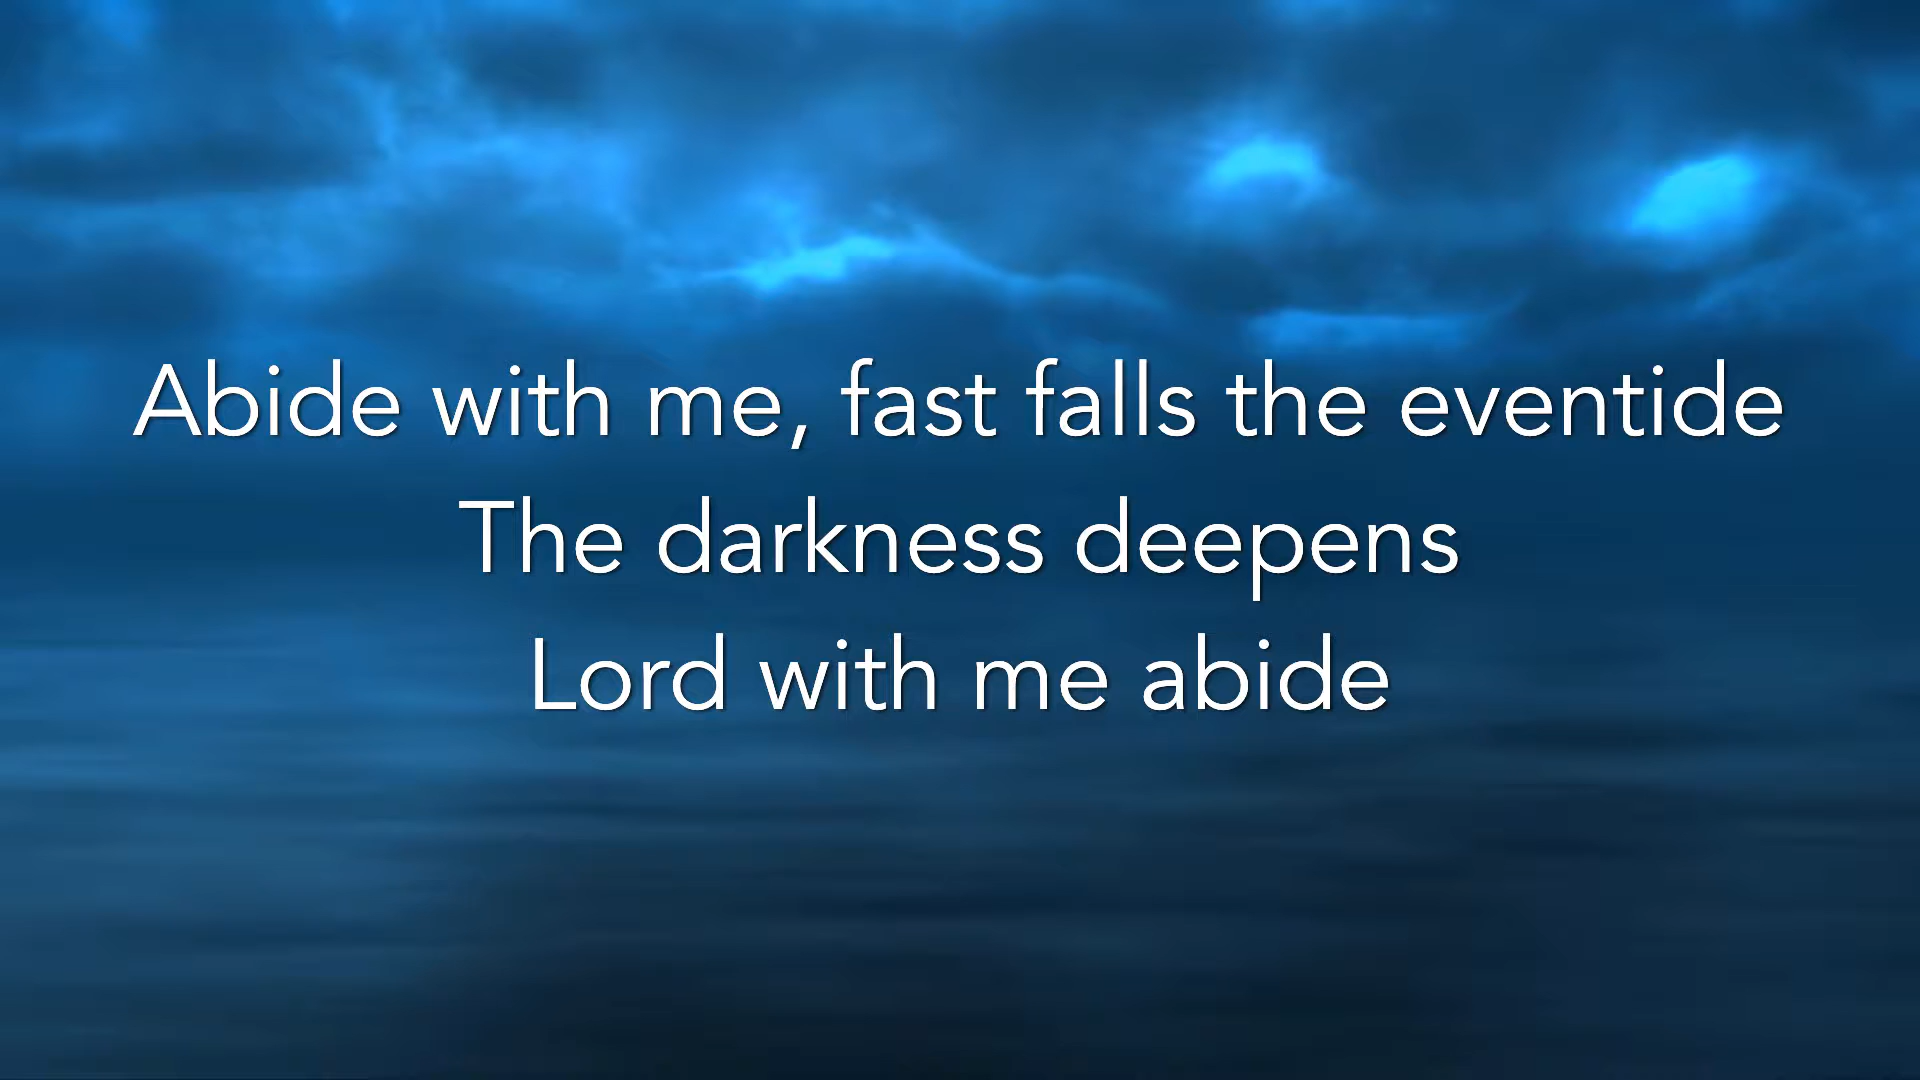 Abide with me, fast falls the eventide
The darkness deepens
Lord with me abide